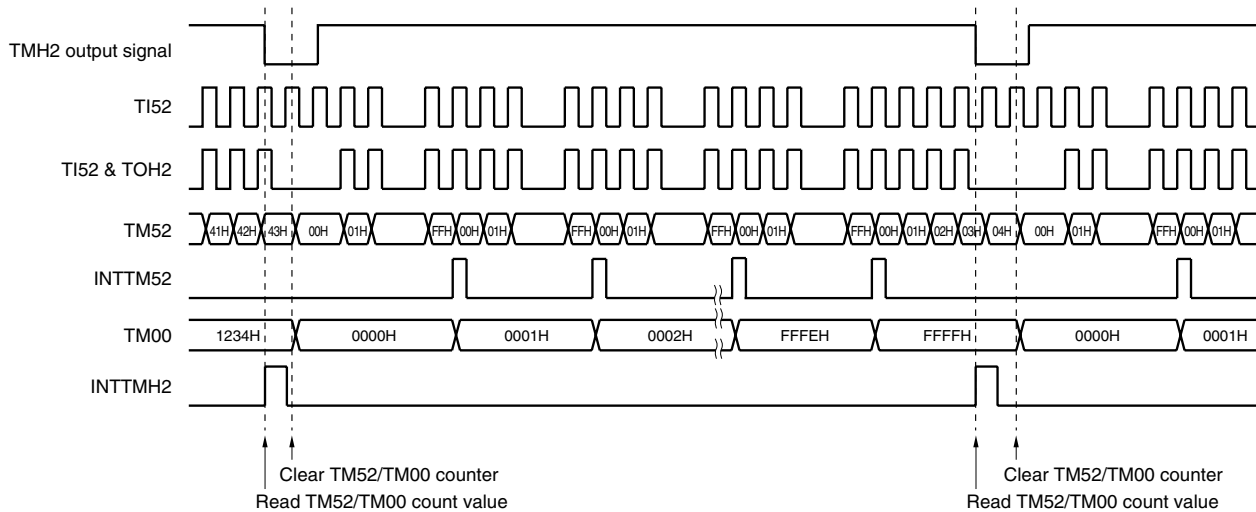 TMH2 output signal
TI52
TI52 & TOH2
TM52 41H 42H 43H 00H 01H FFH 00H 01H FFH 00H 01H FFH 00H 01H FFH 00H 01H 02H 03H 04H 00H 01H FFH 00H 01H
INTTM52
TM00 1234H 0000H 0001H 0002H FFFEH FFFFH 0000H 0001H
INTTMH2
Clear TM52/TM00 counter Clear TM52/TM00 counter
Read TM52/TM00 count value Read TM52/TM00 count value